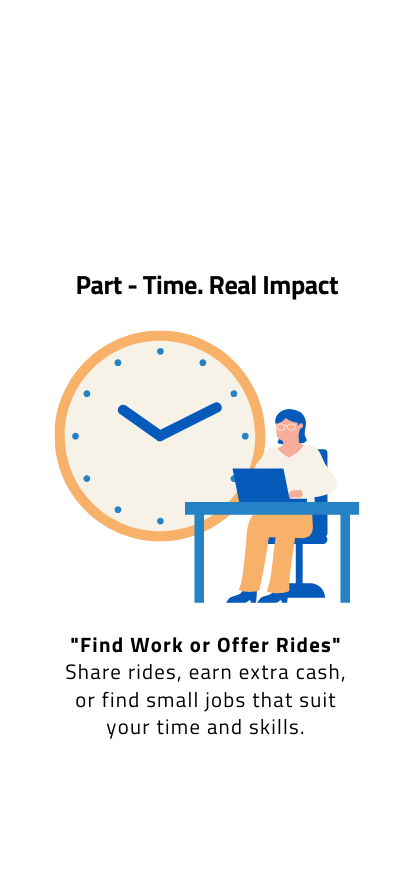 Part - Time. Real Impact
"Find Work or Offer Rides"
Share rides, earn extra cash,
or find small jobs that suit
your time and skills.